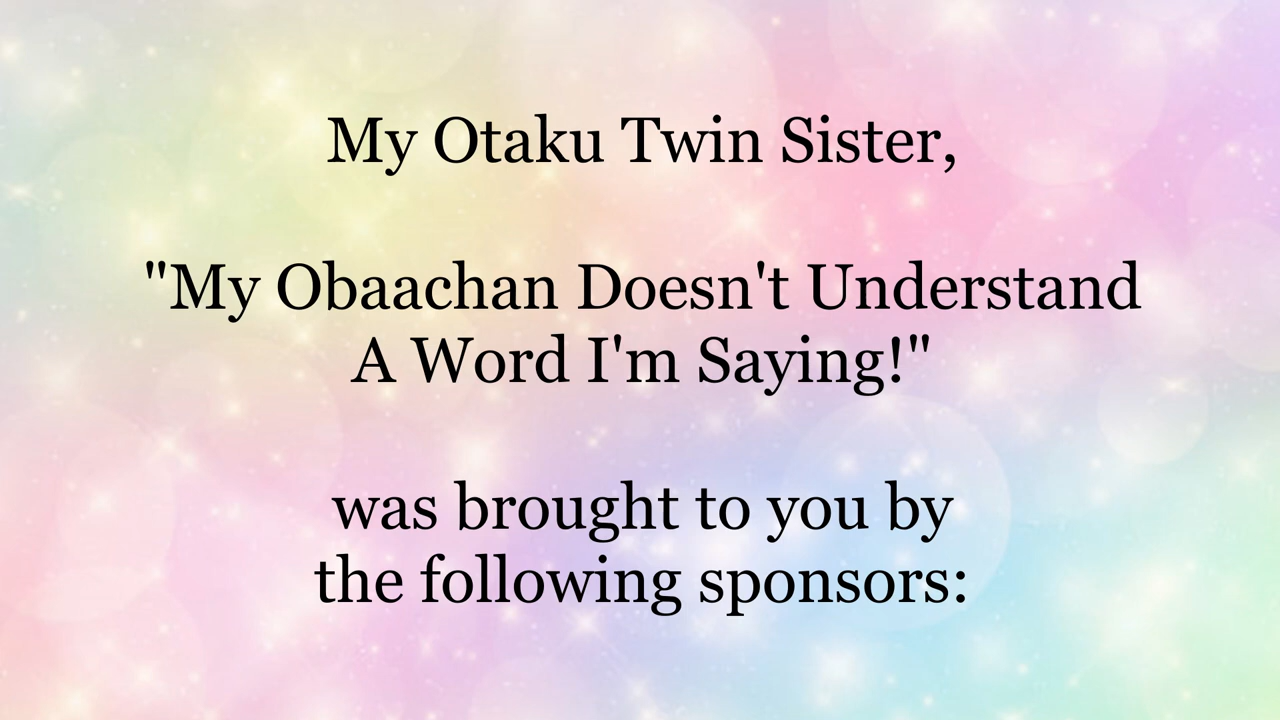 My Otaku Twin Sister,
"My Obaachan Doesn't Understand
A Word I'm Saying!"
was brought to you by
the following sponsors: